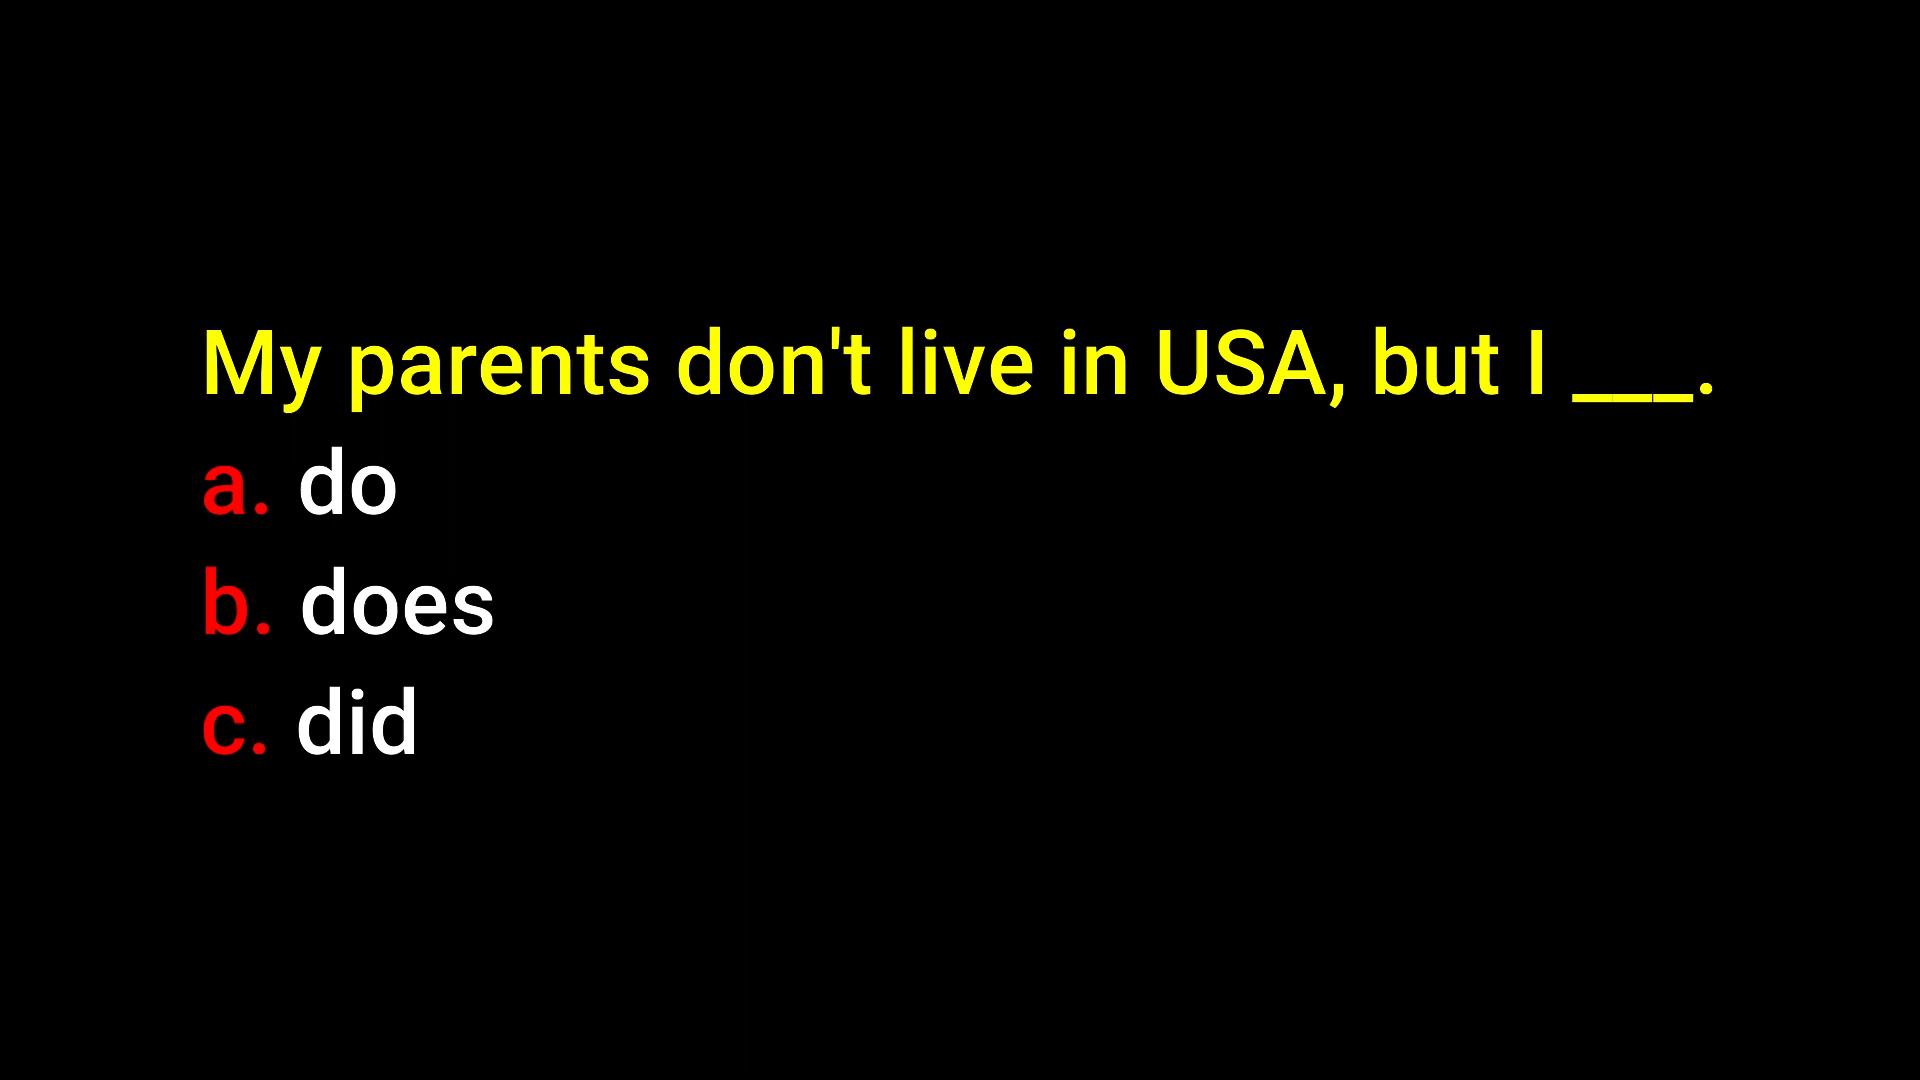 My parents don't live in USA, but I ___.
a. do
b. does
c. did